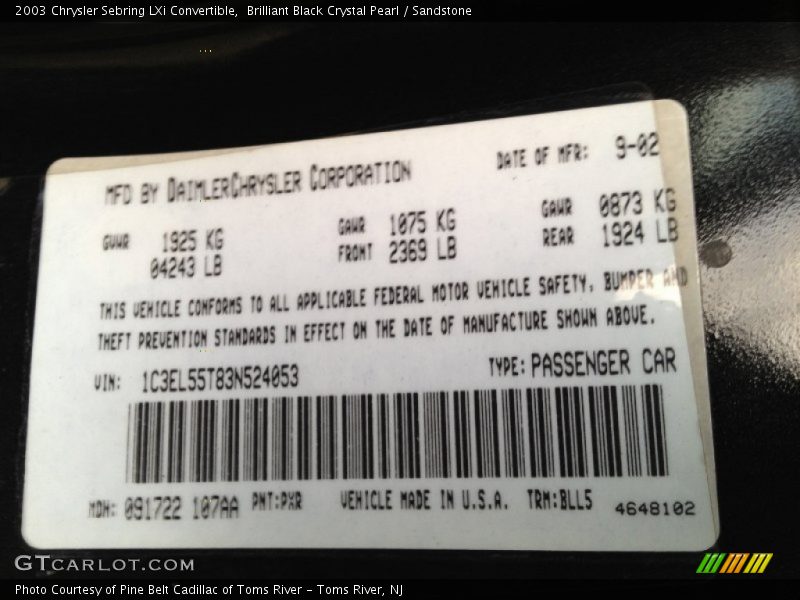 2003 Chrysler Sebring LXi Convertible, Brilliant Black Crystal Pearl / Sandstone
MFD BY DAIMLERCHRYSLER CORPORATION
DATE OF MFR: 9-02
GVWR 1925 KG
04243 LB
GAWR 1075 KG
FRONT 2369 LB
GAWR 0873 KG
REAR 1924 LB
THIS VEHICLE CONFORMS TO ALL APPLICABLE FEDERAL MOTOR VEHICLE SAFETY, BUMPER AND
THEFT PREVENTION STANDARDS IN EFFECT ON THE DATE OF MANUFACTURE SHOWN ABOVE.
VIN: 1C3EL55T83N524053
TYPE: PASSENGER CAR
MDH: 091722 107AA PNT:PXR VEHICLE MADE IN U.S.A. TRM:BLL5 4648102
GTCARLOT.COM
Photo Courtesy of Pine Belt Cadillac of Toms River - Toms River, NJ